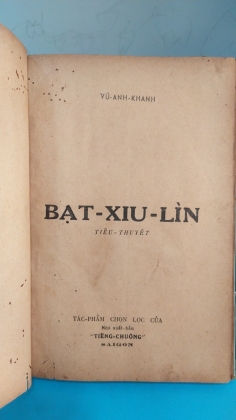 VŨ-ANH-KHANH
BẠT-XIU-LÌN
TIỂU-THUYẾT
TÁC-PHẨM CHỌN LỌC CỦA
Nhà xuất-bản
"TIẾNG-CHUÔNG"
SAIGON